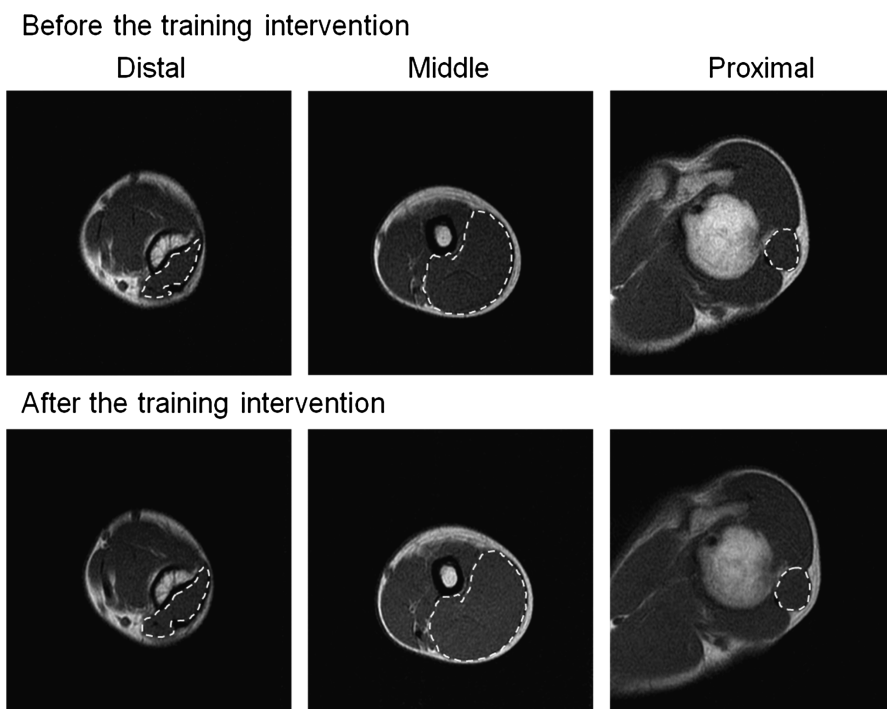 Before the training intervention
Distal Middle Proximal
After the training intervention